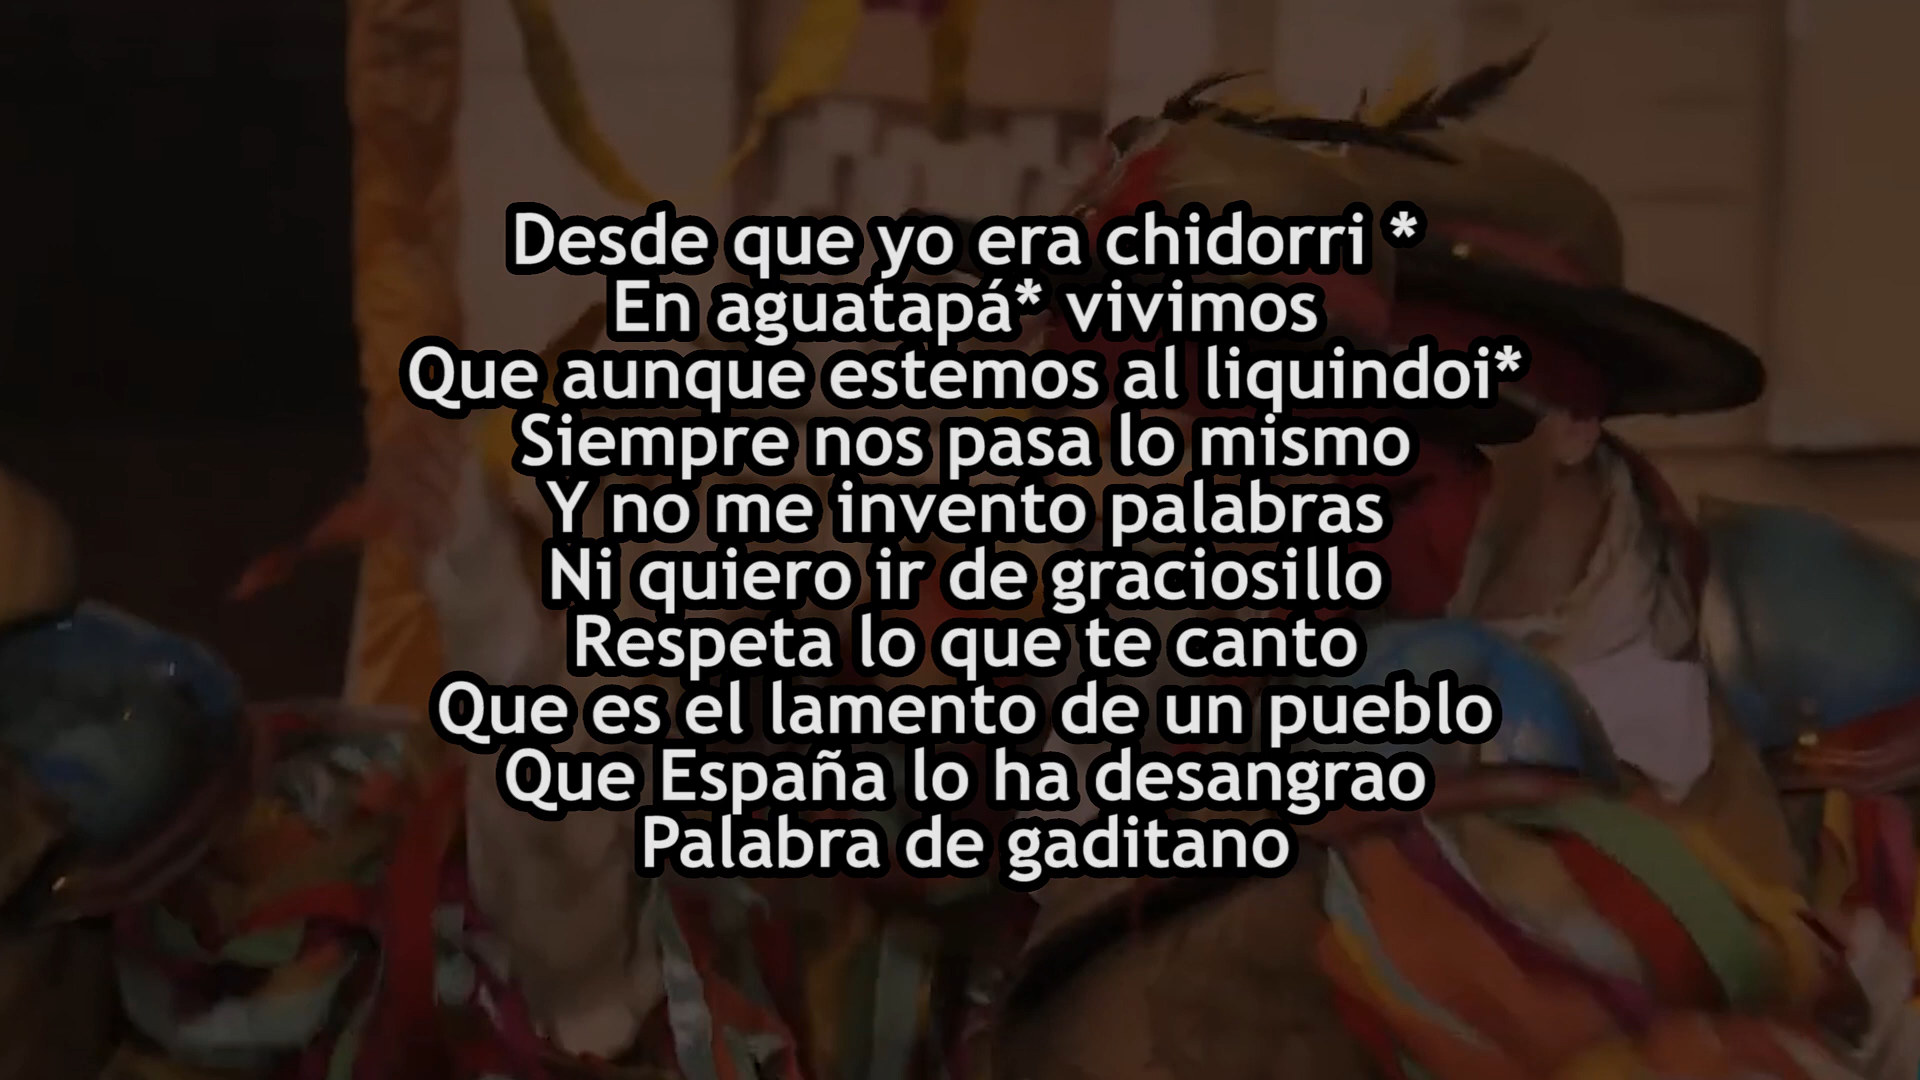 Desde que yo era chidorri *
En aguatapá* vivimos
Que aunque estemos al liquindoi*
Siempre nos pasa lo mismo
Y no me invento palabras
Ni quiero ir de graciosillo
Respeta lo que te canto
Que es el lamento de un pueblo
Que España lo ha desangrao
Palabra de gaditano